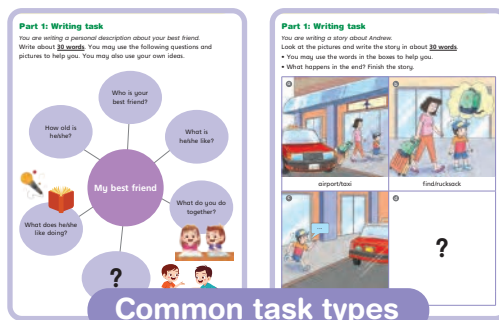 Part 1: Writing task
You are writing a personal description about your best friend.
Write about 30 words. You may use the following questions and
pictures to help you. You may also use your own ideas.
Who is your
best friend?
How old is
he/she?
What is
he/she like?
My best friend
What do you do
together?
What does he/she
like doing?
?
Part 1: Writing task
You are writing a story about Andrew.
Look at the pictures and write the story in about 30 words.
• You may use the words in the boxes to help you.
• What happens in the end? Finish the story.
a
b
airport/taxi
find/rucksack
c
d
?
Common task types